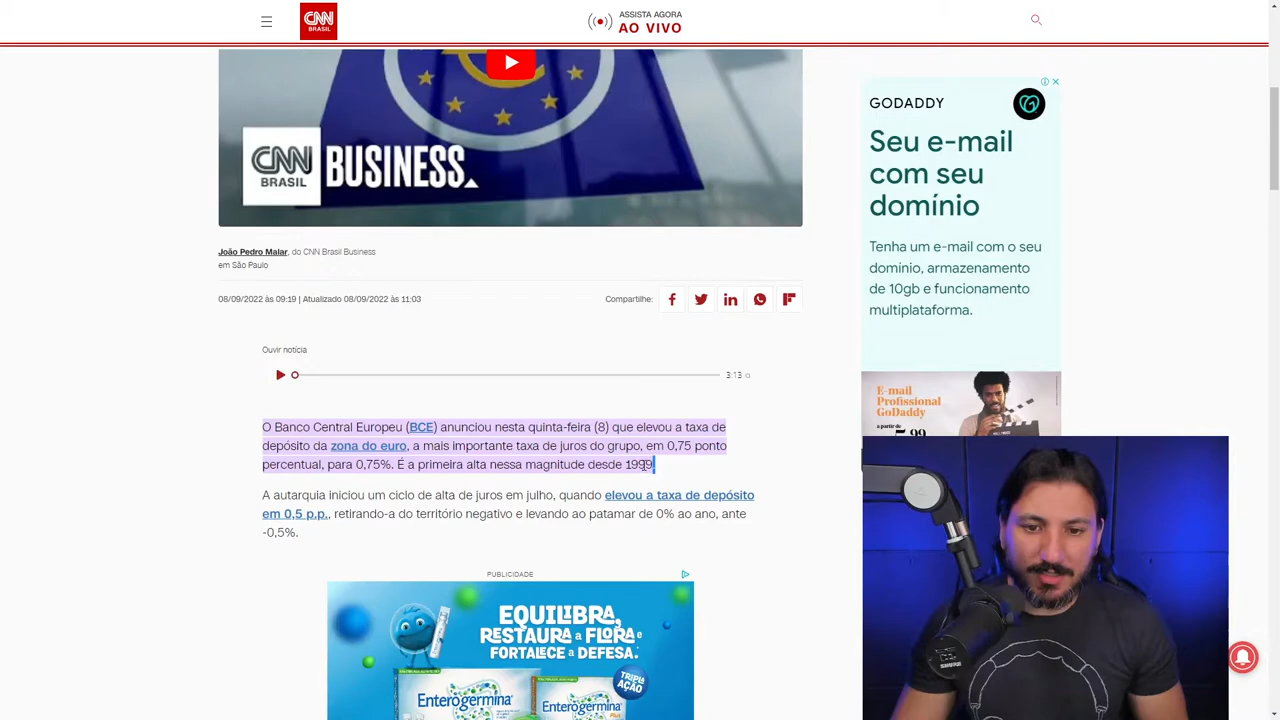 CNN
BRASIL
ASSISTA AGORA
AO VIVO
CNN
BRASIL
BUSINESS
João Pedro Malar, do CNN Brasil Business
em São Paulo
08/09/2022 às 09:19 | Atualizado 08/09/2022 às 11:03
Compartilhe:
Ouvir notícia
3:13
O Banco Central Europeu (BCE) anunciou nesta quinta-feira (8) que elevou a taxa de
depósito da zona do euro, a mais importante taxa de juros do grupo, em 0,75 ponto
percentual, para 0,75%. É a primeira alta nessa magnitude desde 1999.
A autarquia iniciou um ciclo de alta de juros em julho, quando elevou a taxa de depósito
em 0,5 p.p., retirando-a do território negativo e levando ao patamar de 0% ao ano, ante
-0,5%.
PUBLICIDADE
EQUILIBRA,
RESTAURA a FLORA e
FORTALECE a DEFESA.
TRIPLA
AÇÃO
Enterogermina
Enterogermina
Plus
GODADDY
Seu e-mail
com seu
domínio
Tenha um e-mail com o seu
domínio, armazenamento
de 10gb e funcionamento
multiplataforma.
E-mail
Profissional
GoDaddy
a partir de
SHURE